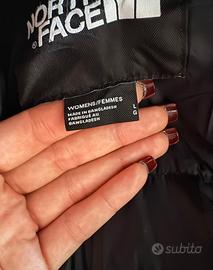 NORTH
FACE
®
WOMENS/FEMMES L
MADE IN BANGLADESH G
FABRIQUÉ AU
BANGLADESH
subito